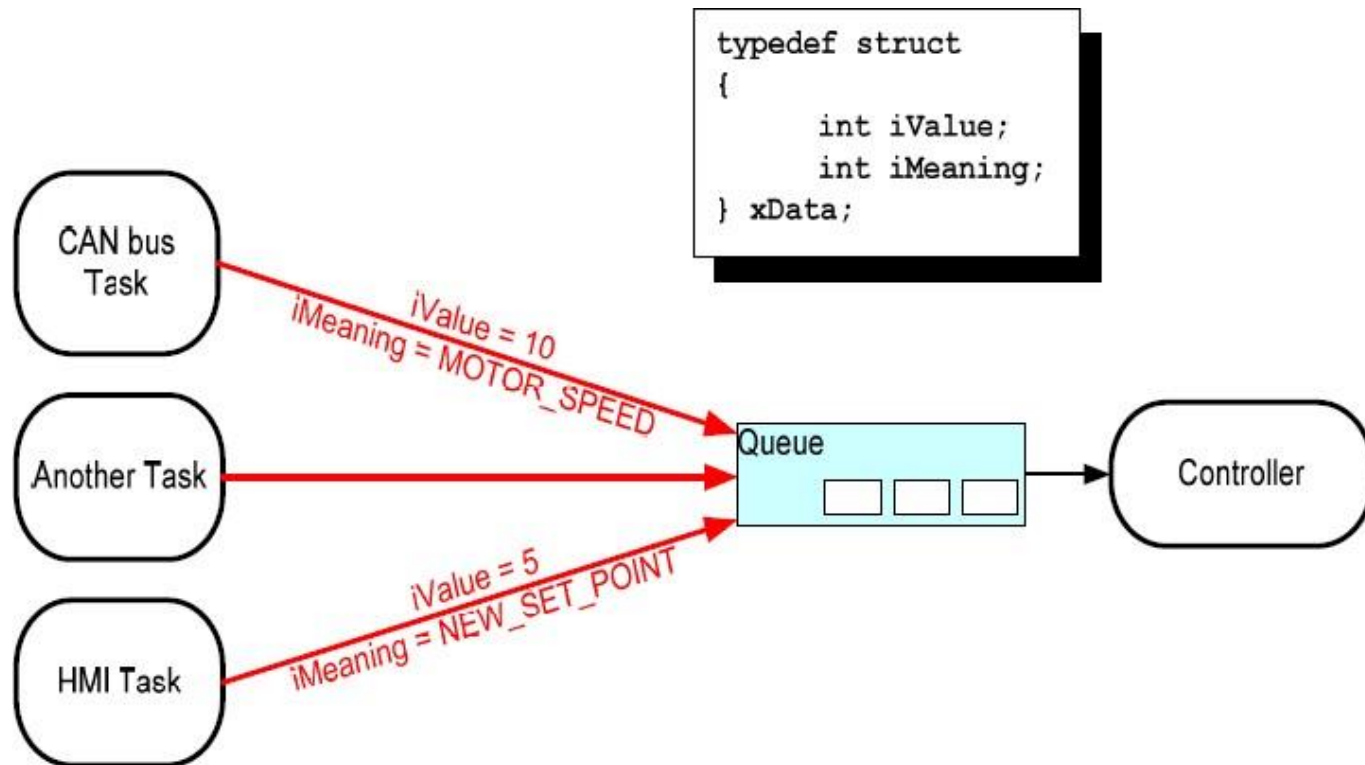 typedef struct
{
int iValue;
int iMeaning;
} xData;
CAN bus
Task
iValue = 10
iMeaning = MOTOR_SPEED
Another Task
Queue
Controller
iValue = 5
iMeaning = NEW_SET_POINT
HMI Task